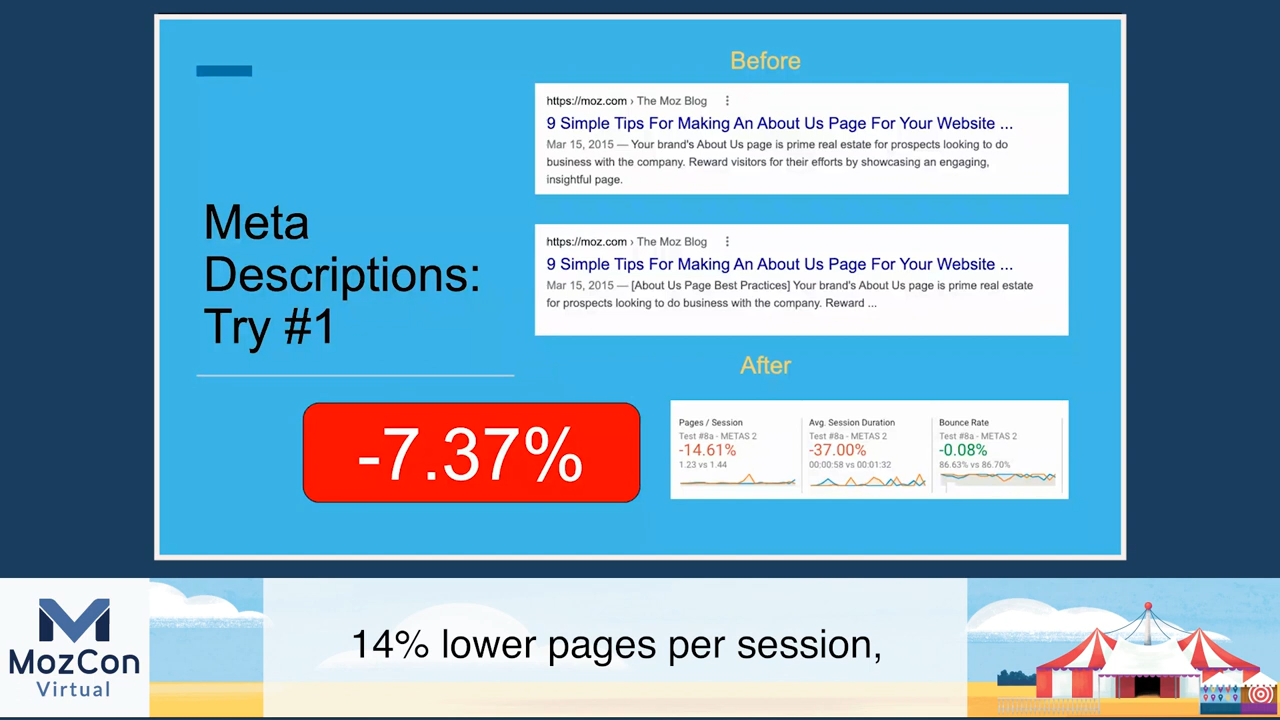 Meta
Descriptions:
Try #1
Before
https://moz.com › The Moz Blog
9 Simple Tips For Making An About Us Page For Your Website ...
Mar 15, 2015 — Your brand's About Us page is prime real estate for prospects looking to do
business with the company. Reward visitors for their efforts by showcasing an engaging,
insightful page.
https://moz.com › The Moz Blog
9 Simple Tips For Making An About Us Page For Your Website ...
Mar 15, 2015 — [About Us Page Best Practices] Your brand's About Us page is prime real estate
for prospects looking to do business with the company. Reward ...
After
-7.37%
Pages / Session
Test #8a - METAS 2
-14.61%
1.23 vs 1.44
Avg. Session Duration
Test #8a - METAS 2
-37.00%
00:00:58 vs 00:01:32
Bounce Rate
Test #8a - METAS 2
-0.08%
86.63% vs 86.70%
M
MozCon
Virtual
14% lower pages per session,